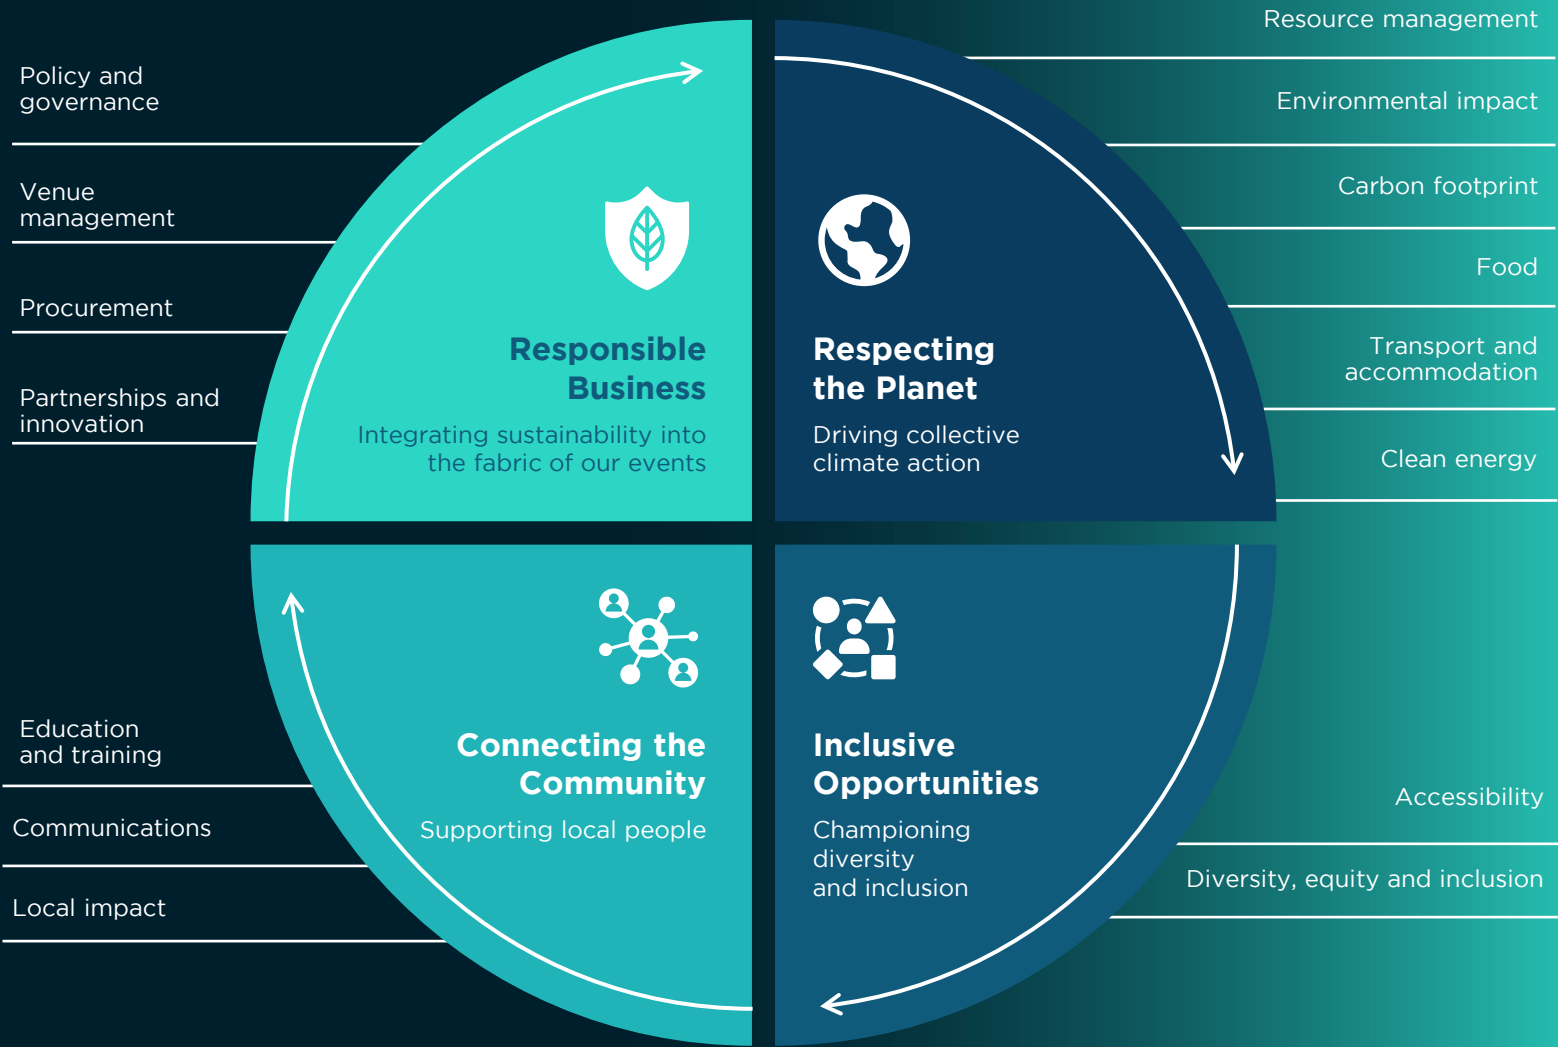 Policy and
governance
Venue
management
Procurement
Partnerships and
innovation
Responsible
Business
Integrating sustainability into
the fabric of our events
Respecting
the Planet
Driving collective
climate action
Resource management
Environmental impact
Carbon footprint
Food
Transport and
accommodation
Clean energy
Education
and training
Communications
Local impact
Connecting the
Community
Supporting local people
Inclusive
Opportunities
Championing
diversity
and inclusion
Accessibility
Diversity, equity and inclusion